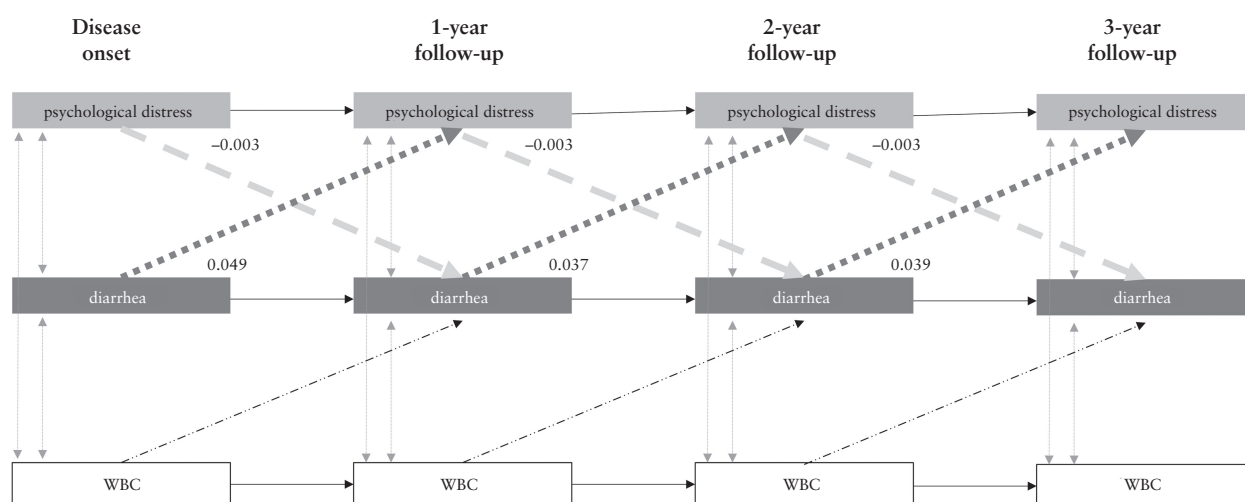 Disease
onset
1-year
follow-up
2-year
follow-up
3-year
follow-up
psychological distress
psychological distress
psychological distress
psychological distress
–0.003
–0.003
–0.003
0.049
0.037
0.039
diarrhea
diarrhea
diarrhea
diarrhea
WBC
WBC
WBC
WBC